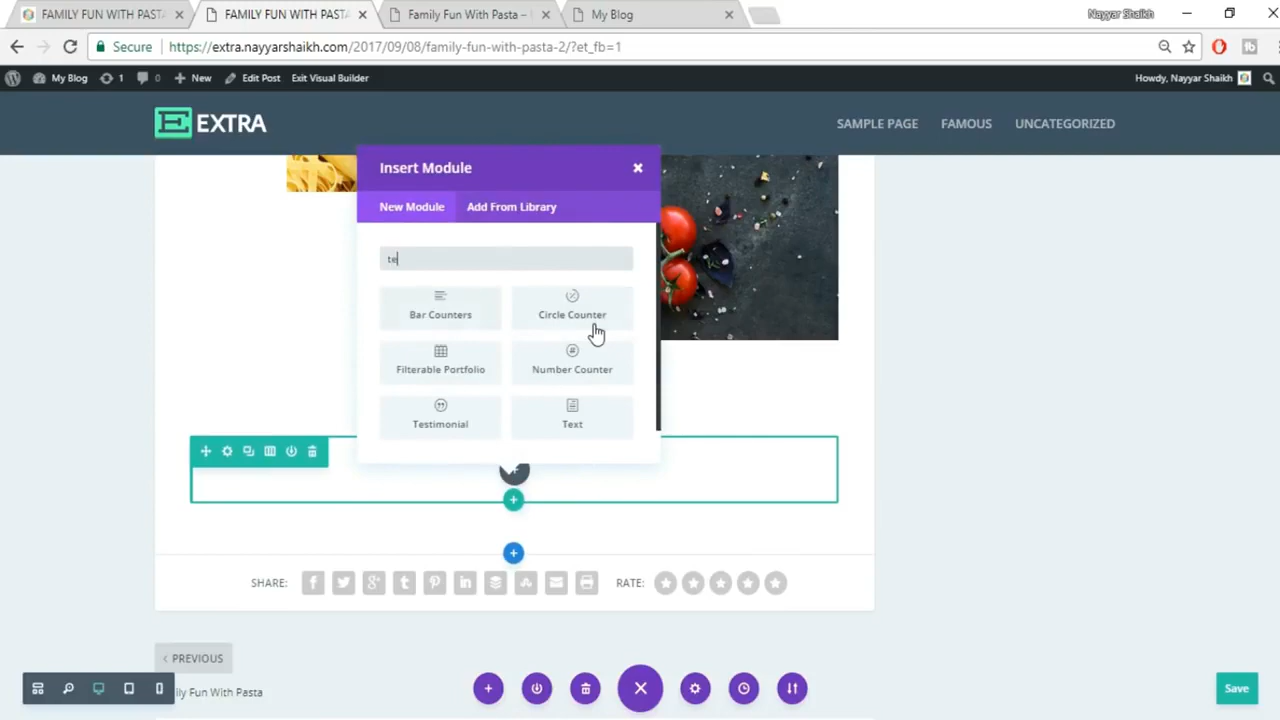 FAMILY FUN WITH PASTA
FAMILY FUN WITH PASTA
Family Fun With Pasta –
My Blog
Nayyar Shaikh
Secure
https://extra.nayyarshaikh.com/2017/09/08/family-fun-with-pasta-2/?et_fb=1
My Blog
1
0
New
Edit Post
Exit Visual Builder
Howdy, Nayyar Shaikh
E EXTRA
SAMPLE PAGE
FAMOUS
UNCATEGORIZED
Insert Module
New Module
Add From Library
te
Bar Counters
Circle Counter
Filterable Portfolio
Number Counter
Testimonial
Text
SHARE:
RATE:
PREVIOUS
ily Fun With Pasta
Save